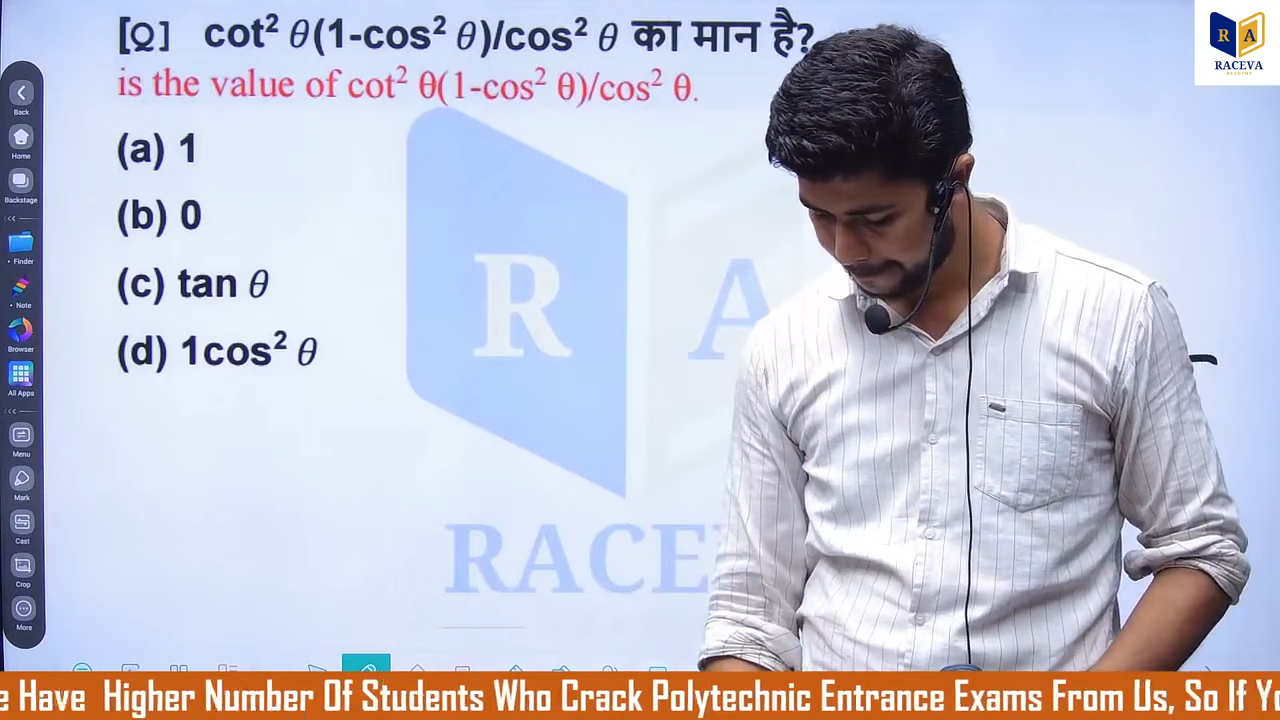 [Q] cot² θ(1-cos² θ)/cos² θ का मान है?
is the value of cot² θ(1-cos² θ)/cos² θ.
(a) 1
(b) 0
(c) tan θ
(d) 1cos² θ
R A
RACEVA
ACADEMY
R A
RACE
Back
Home
Backstage
Finder
Note
Browser
All Apps
Menu
Mark
Cast
Crop
More
e Have Higher Number Of Students Who Crack Polytechnic Entrance Exams From Us, So If Yo